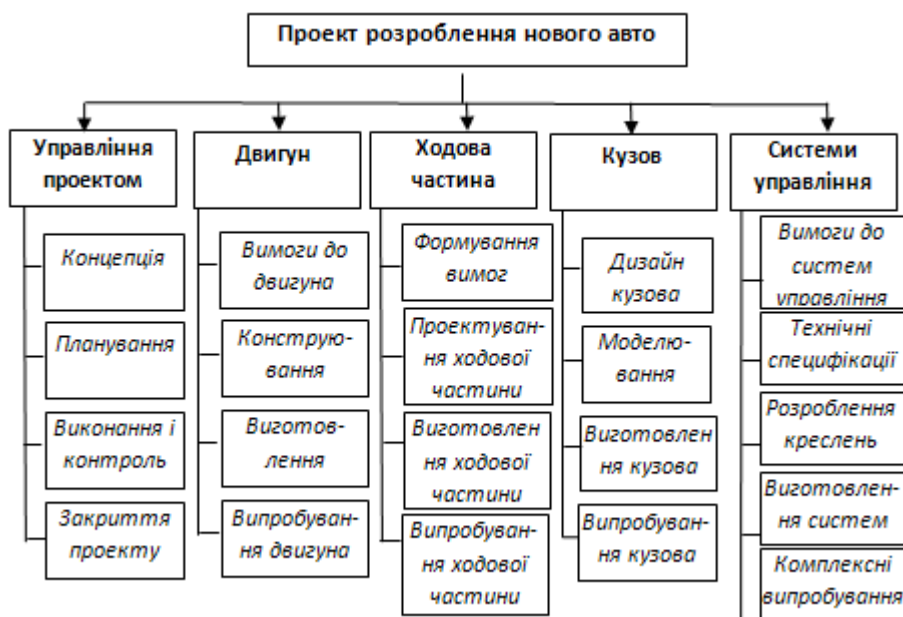 Проект розроблення нового авто
Управління
проектом
Концепція
Планування
Виконання і
контроль
Закриття
проекту
Двигун
Вимоги до
двигуна
Конструю-
вання
Виготов-
лення
Випробуван-
ня двигуна
Ходова
частина
Формування
вимог
Проектуван-
ня ходової
частини
Виготовлен
ня ходової
частини
Випробуван-
ня ходової
частини
Кузов
Дизайн
кузова
Моделю-
вання
Виготовлен
ня кузова
Випробуван-
ня кузова
Системи
управління
Вимоги до
систем
управління
Технічні
специфікації
Розроблення
креслень
Виготовлен-
ня систем
Комплексні
випробування